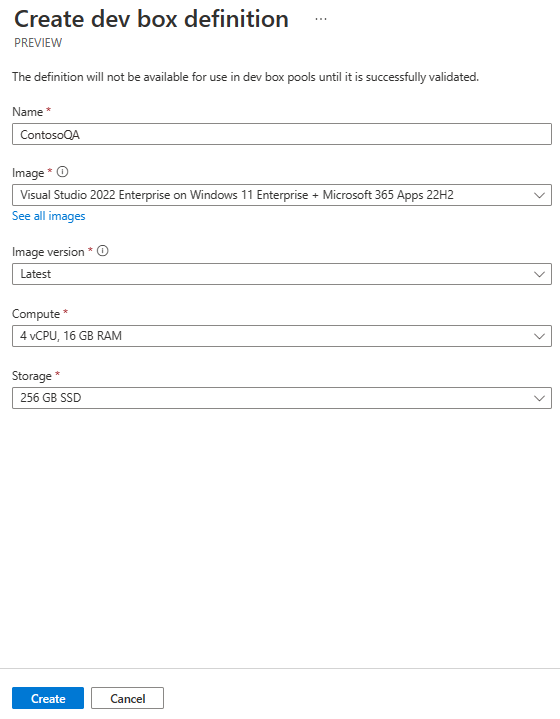 Create dev box definition ...
PREVIEW
The definition will not be available for use in dev box pools until it is successfully validated.
Name *
ContosoQA
Image *
Visual Studio 2022 Enterprise on Windows 11 Enterprise + Microsoft 365 Apps 22H2
See all images
Image version *
Latest
Compute *
4 vCPU, 16 GB RAM
Storage *
256 GB SSD
Create Cancel